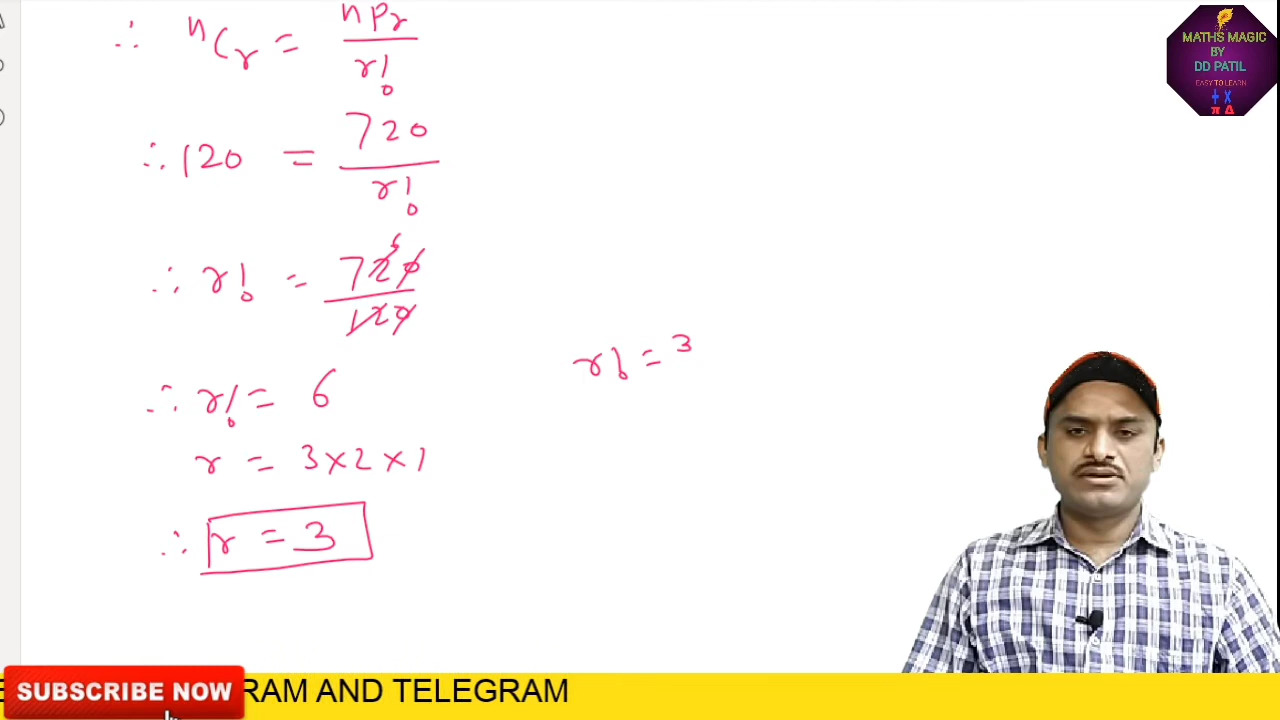 ∴ ⁿCᵣ = ⁿPᵣ / r!
∴ 120 = 720 / r!
∴ r! = 720 / 120
6
∴ r! = 6
r = 3×2×1
∴ r = 3
r! = 3
MATHS MAGIC
BY
DD PATIL
EASY TO LEARN
+ X
π Δ
SUBSCRIBE NOW
RAM AND TELEGRAM